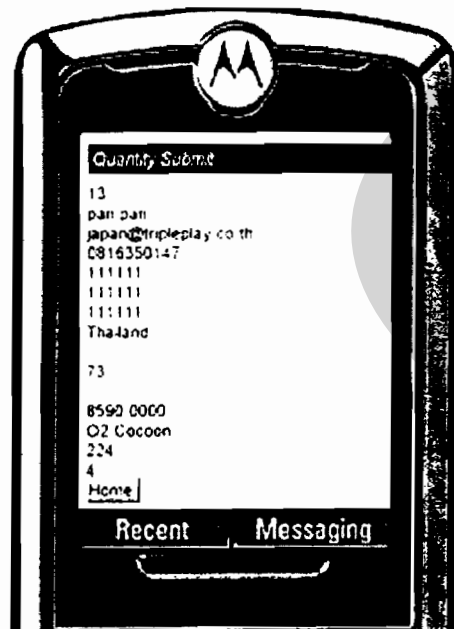 Quantity Submit
13
pan pan
japan@tripleplay.co.th
0816350147
111111
111111
111111
Thailand
73
8590 0000
O2 Cocoon
224
4
Home
Recent Messaging